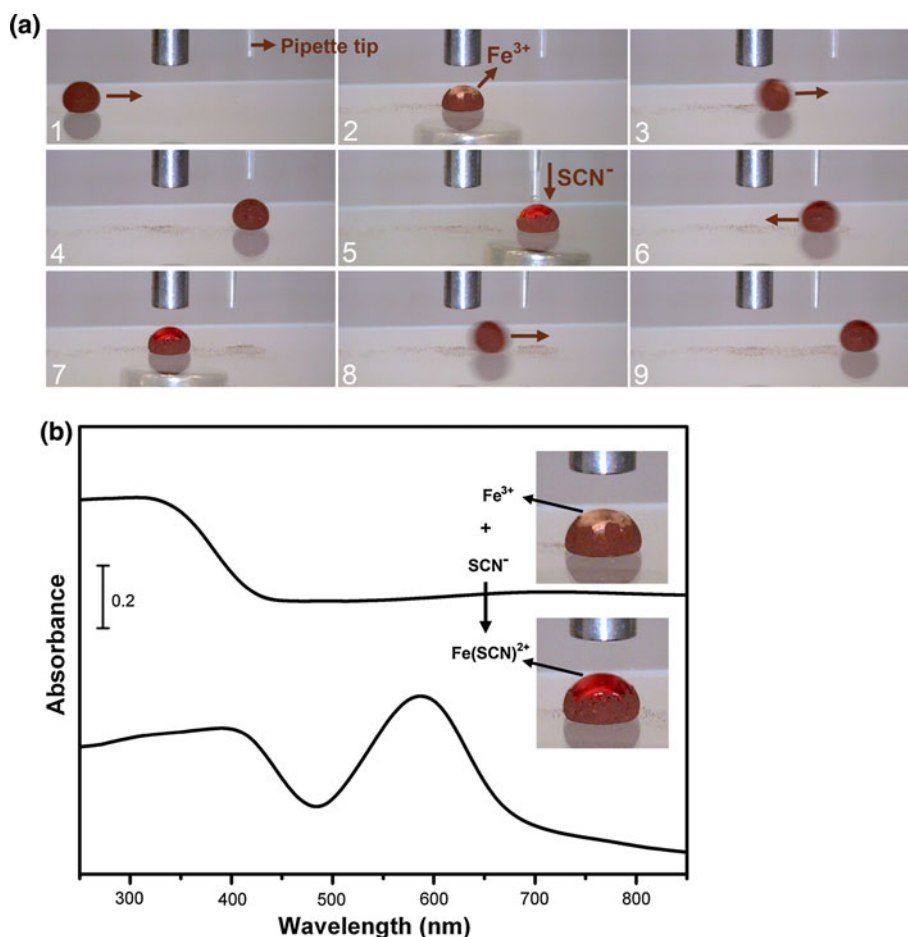 (a)
Pipette tip
Fe³⁺
1
2
3
SCN⁻
4
5
6
7
8
9
(b)
Fe³⁺
+
SCN⁻
Fe(SCN)²⁺
0.2
Absorbance
300 400 500 600 700 800
Wavelength (nm)